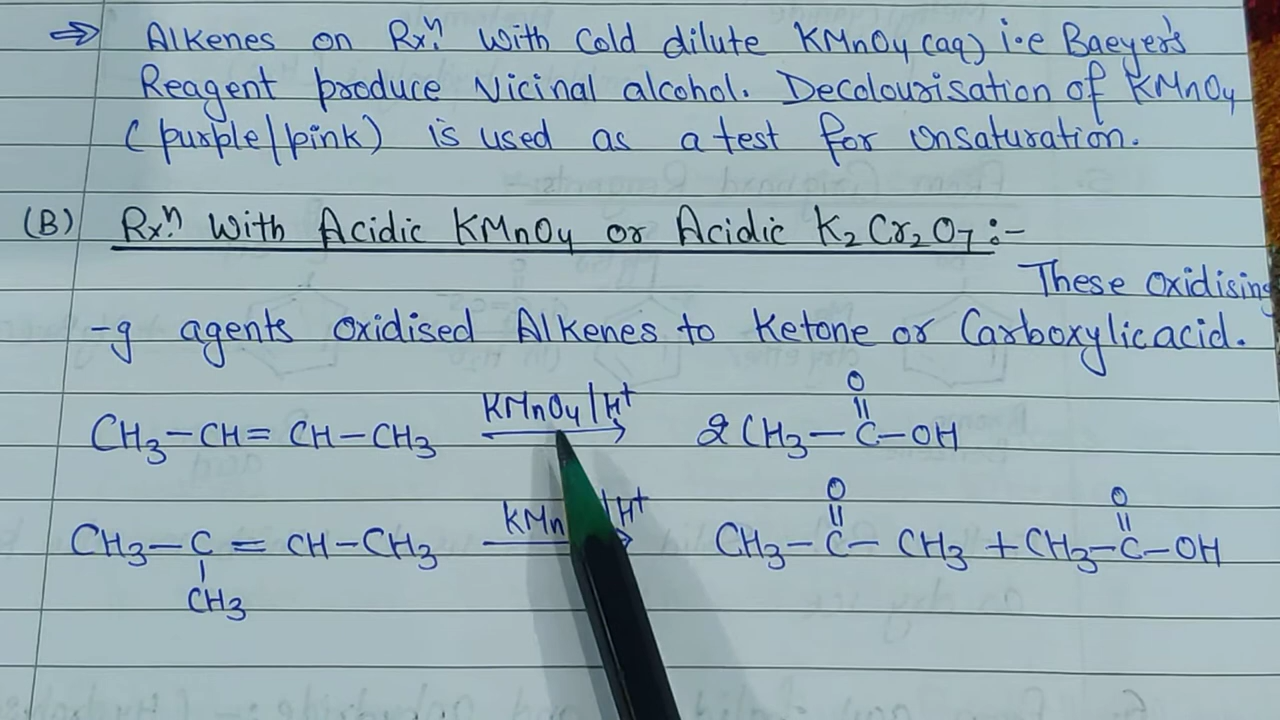 ⇒ Alkenes on Rxⁿ. with Cold dilute KMnO4 (aq) i.e Baeyer's
Reagent produce Vicinal alcohol. Decolourisation of KMnO4
(purple/pink) is used as a test for unsaturation.
(B) Rxⁿ. with Acidic KMnO4 or Acidic K2Cr2O7:-
These oxidising
-g agents oxidised Alkenes to Ketone or Carboxylic acid.
O
||
CH3-CH=CH-CH3 KMnO4/H+ → 2CH3-C-OH
O O
|| ||
CH3-C=CH-CH3 KMn /H+ → CH3-C-CH3 + CH3-C-OH
|
CH3